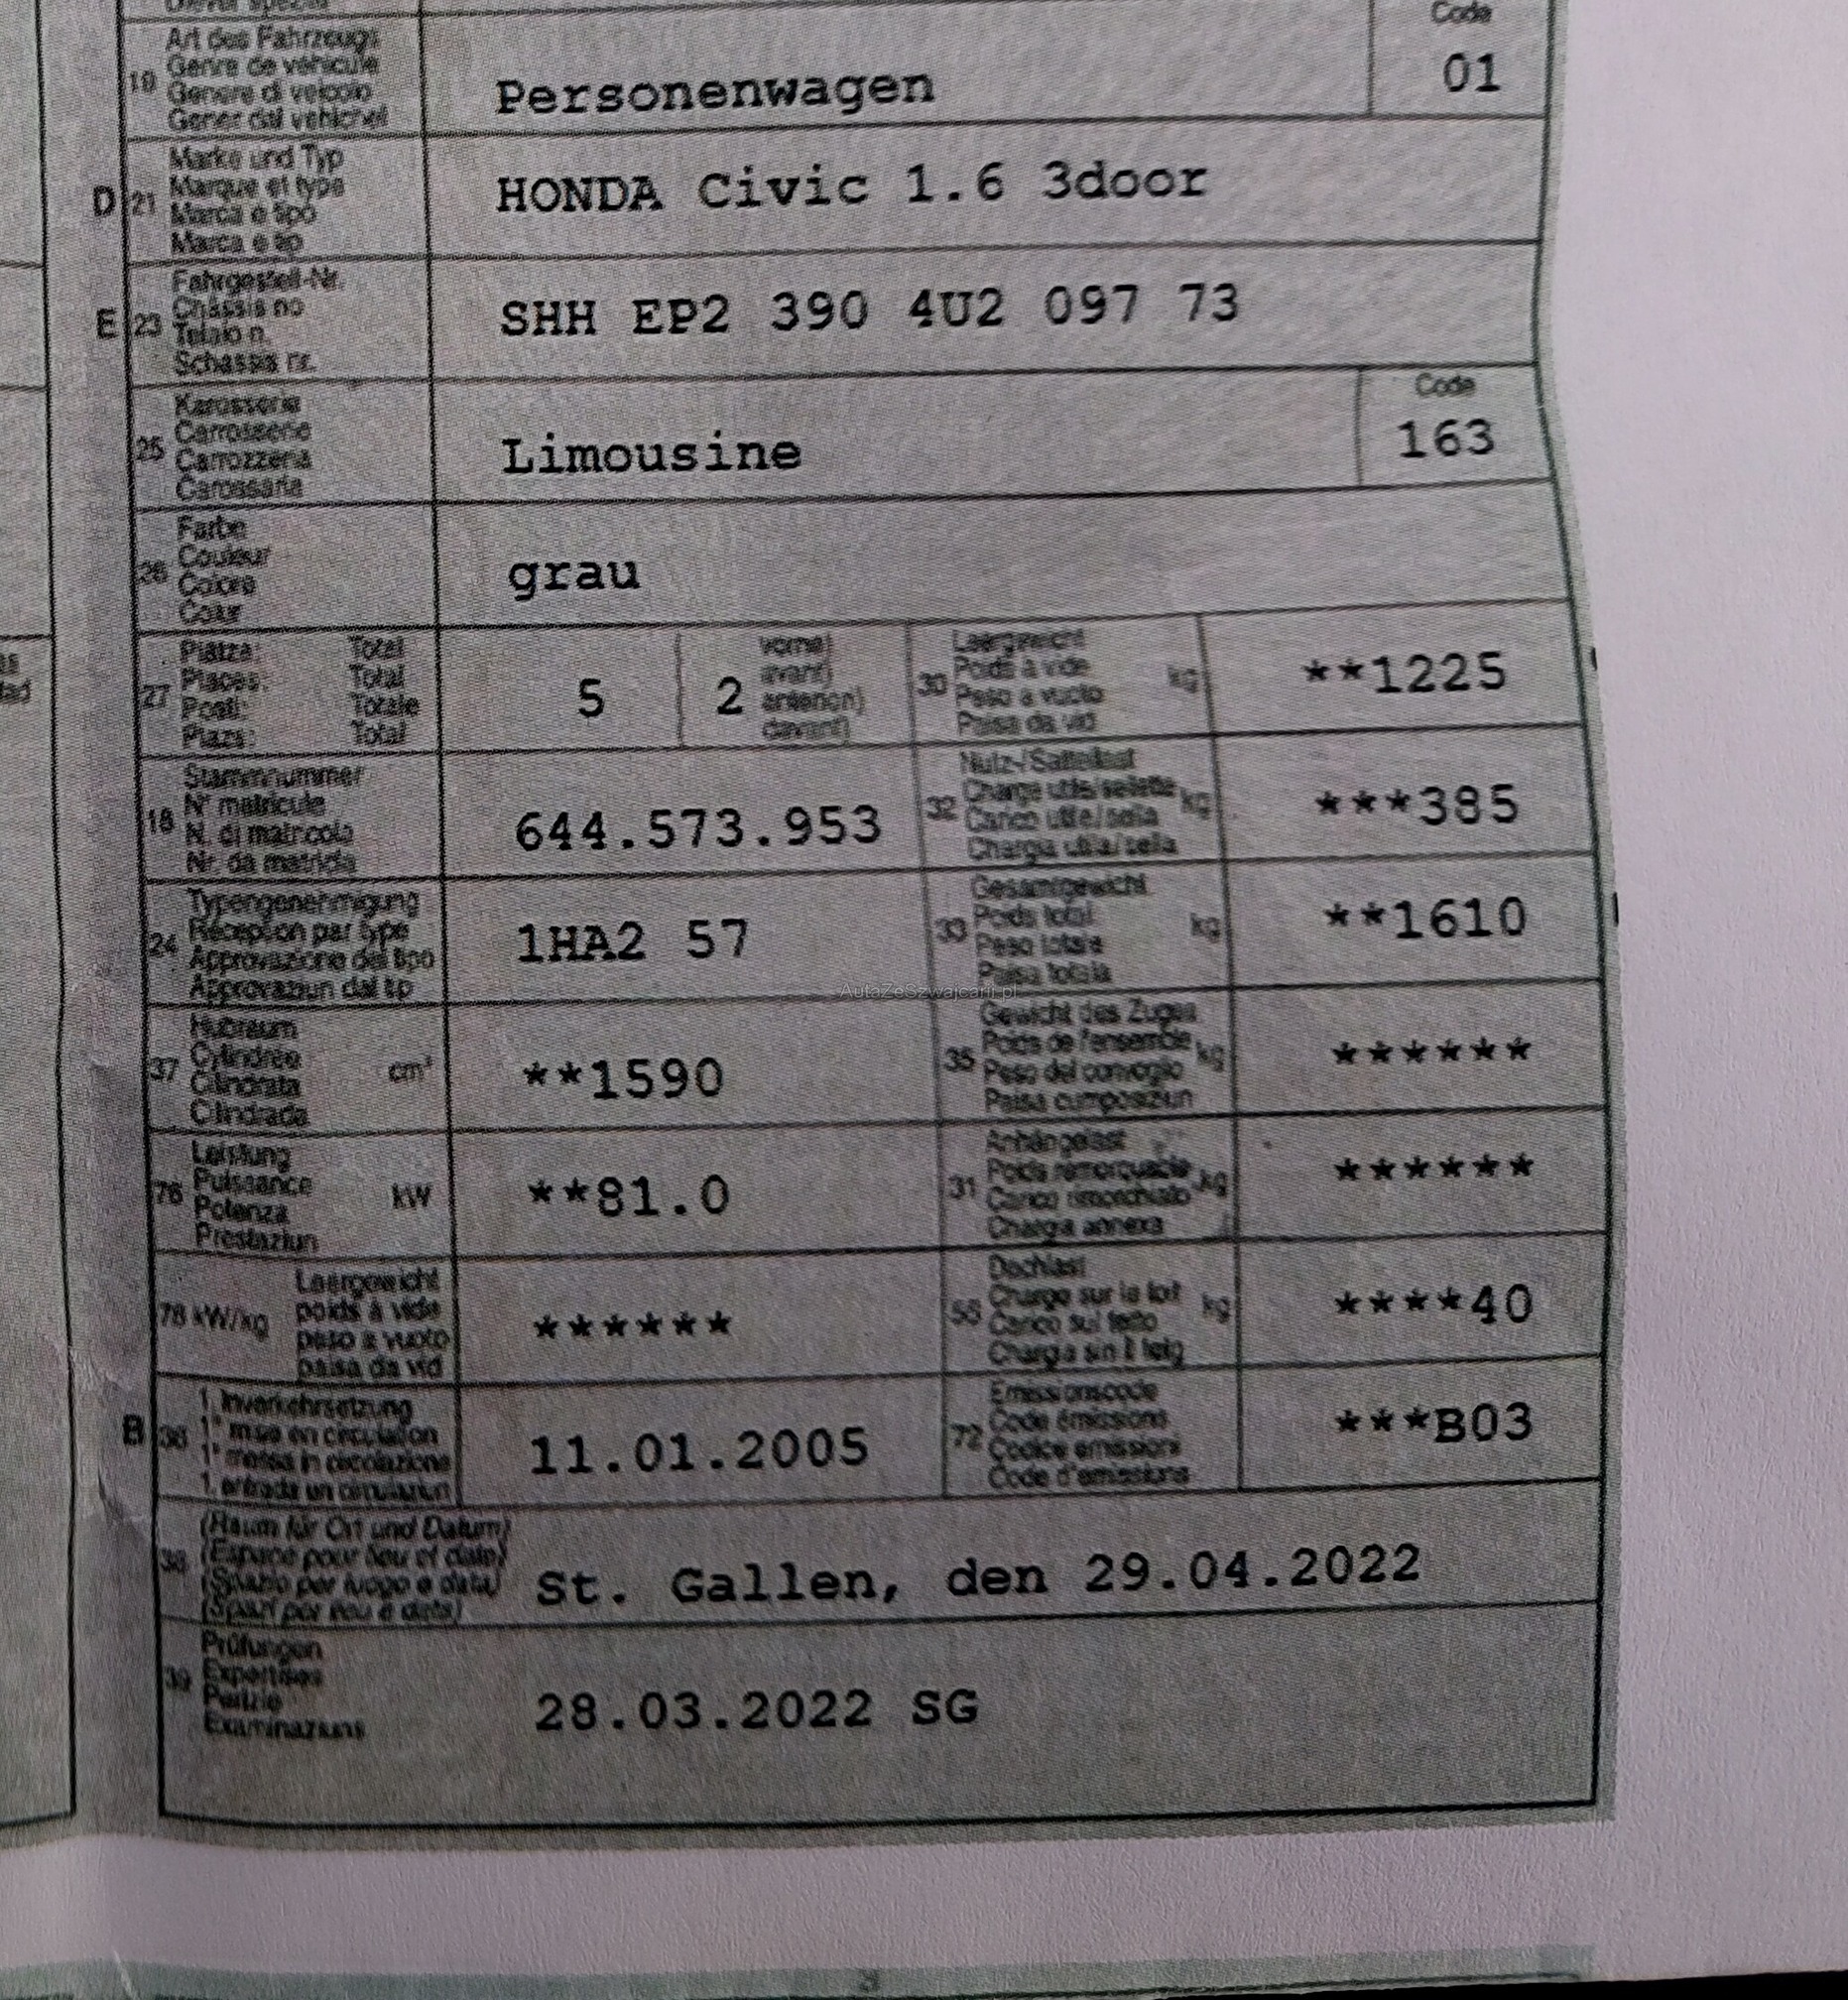 Code
Art des Fahrzeugs
Genre de véhicule
19 Genere di veicolo
Gener dal vehichel
Personenwagen
01
Marke und Typ
D 21 Marque et type
Marca e tipo
Marca e tip
HONDA Civic 1.6 3door
Fahrgestell-Nr.
Châssis no
E 23 Telaio n.
Schassis nr.
SHH EP2 390 4U2 097 73
Karosserie
25 Carrosserie
Carrozzeria
Carossaria
Limousine
Code
163
Farbe
26 Couleur
Colore
Colur
grau
Plätze: Total
27 Places: Total
Posti: Totale
Plazs: Total
5
2
vorne)
avant)
anteriori)
davant)
Leergewicht
30 Poids à vide kg
Peso a vuoto
Paisa da vid
**1225
Stammnummer
18 N° matricule
N. di matricola
Nr. da matricla
644.573.953
Nutz-/Sattellast
32 Charge utile/sellette kg
Carico utile/sella
Chargia utila/sella
***385
Typengenehmigung
24 Réception par type
Approvazione del tipo
Approvaziun dal tip
1HA2 57
Gesamtgewicht
33 Poids total kg
Peso totale
Paisa totala
**1610
AutaZeSzwajcarii.pl
Hubraum
37 Cylindrée cm³
Cilindrata
Cilindrada
**1590
Gewicht des Zuges
35 Poids de l'ensemble kg
Peso del convoglio
Paisa cumposiziun
******
Leistung
76 Puissance kW
Potenza
Prestaziun
**81.0
Anhängelast
31 Poids remorquable kg
Carico rimorchiato
Chargia annexa
******
Leergewicht
78 kW/kg poids à vide
peso a vuoto
paisa da vid
******
Dachlast
55 Charge sur le toit kg
Carico sul tetto
Chargia sin il tetg
****40
1. Inverkehrsetzung
B 36 1re mise en circulation
1a messa in circolazione
1. entrada en circulaziun
11.01.2005
Emissionscode
72 Code émissions
Codice emissioni
Code d'emissiuns
***B03
(Raum für Ort und Datum)
38 (Espace pour lieu et date)
(Spazio per luogo e data)
(Spazi per lieu e data)
St. Gallen, den 29.04.2022
Prüfungen
39 Expertises
Perizie
Examinaziuns
28.03.2022 SG